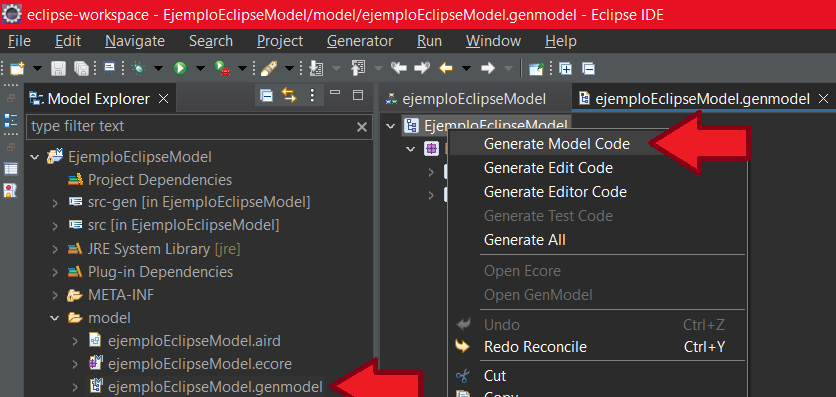 eclipse-workspace - EjemploEclipseModel/model/ejemploEclipseModel.genmodel - Eclipse IDE
File Edit Navigate Search Project Generator Run Window Help
Model Explorer
type filter text
EjemploEclipseModel
Project Dependencies
src-gen [in EjemploEclipseModel]
src [in EjemploEclipseModel]
JRE System Library [jre]
Plug-in Dependencies
META-INF
model
ejemploEclipseModel.aird
ejemploEclipseModel.ecore
ejemploEclipseModel.genmodel
ejemploEclipseModel
ejemploEclipseModel.genmodel
EjemploEclipseModel
Generate Model Code
Generate Edit Code
Generate Editor Code
Generate Test Code
Generate All
Open Ecore
Open GenModel
Undo Ctrl+Z
Redo Reconcile Ctrl+Y
Cut
Copy